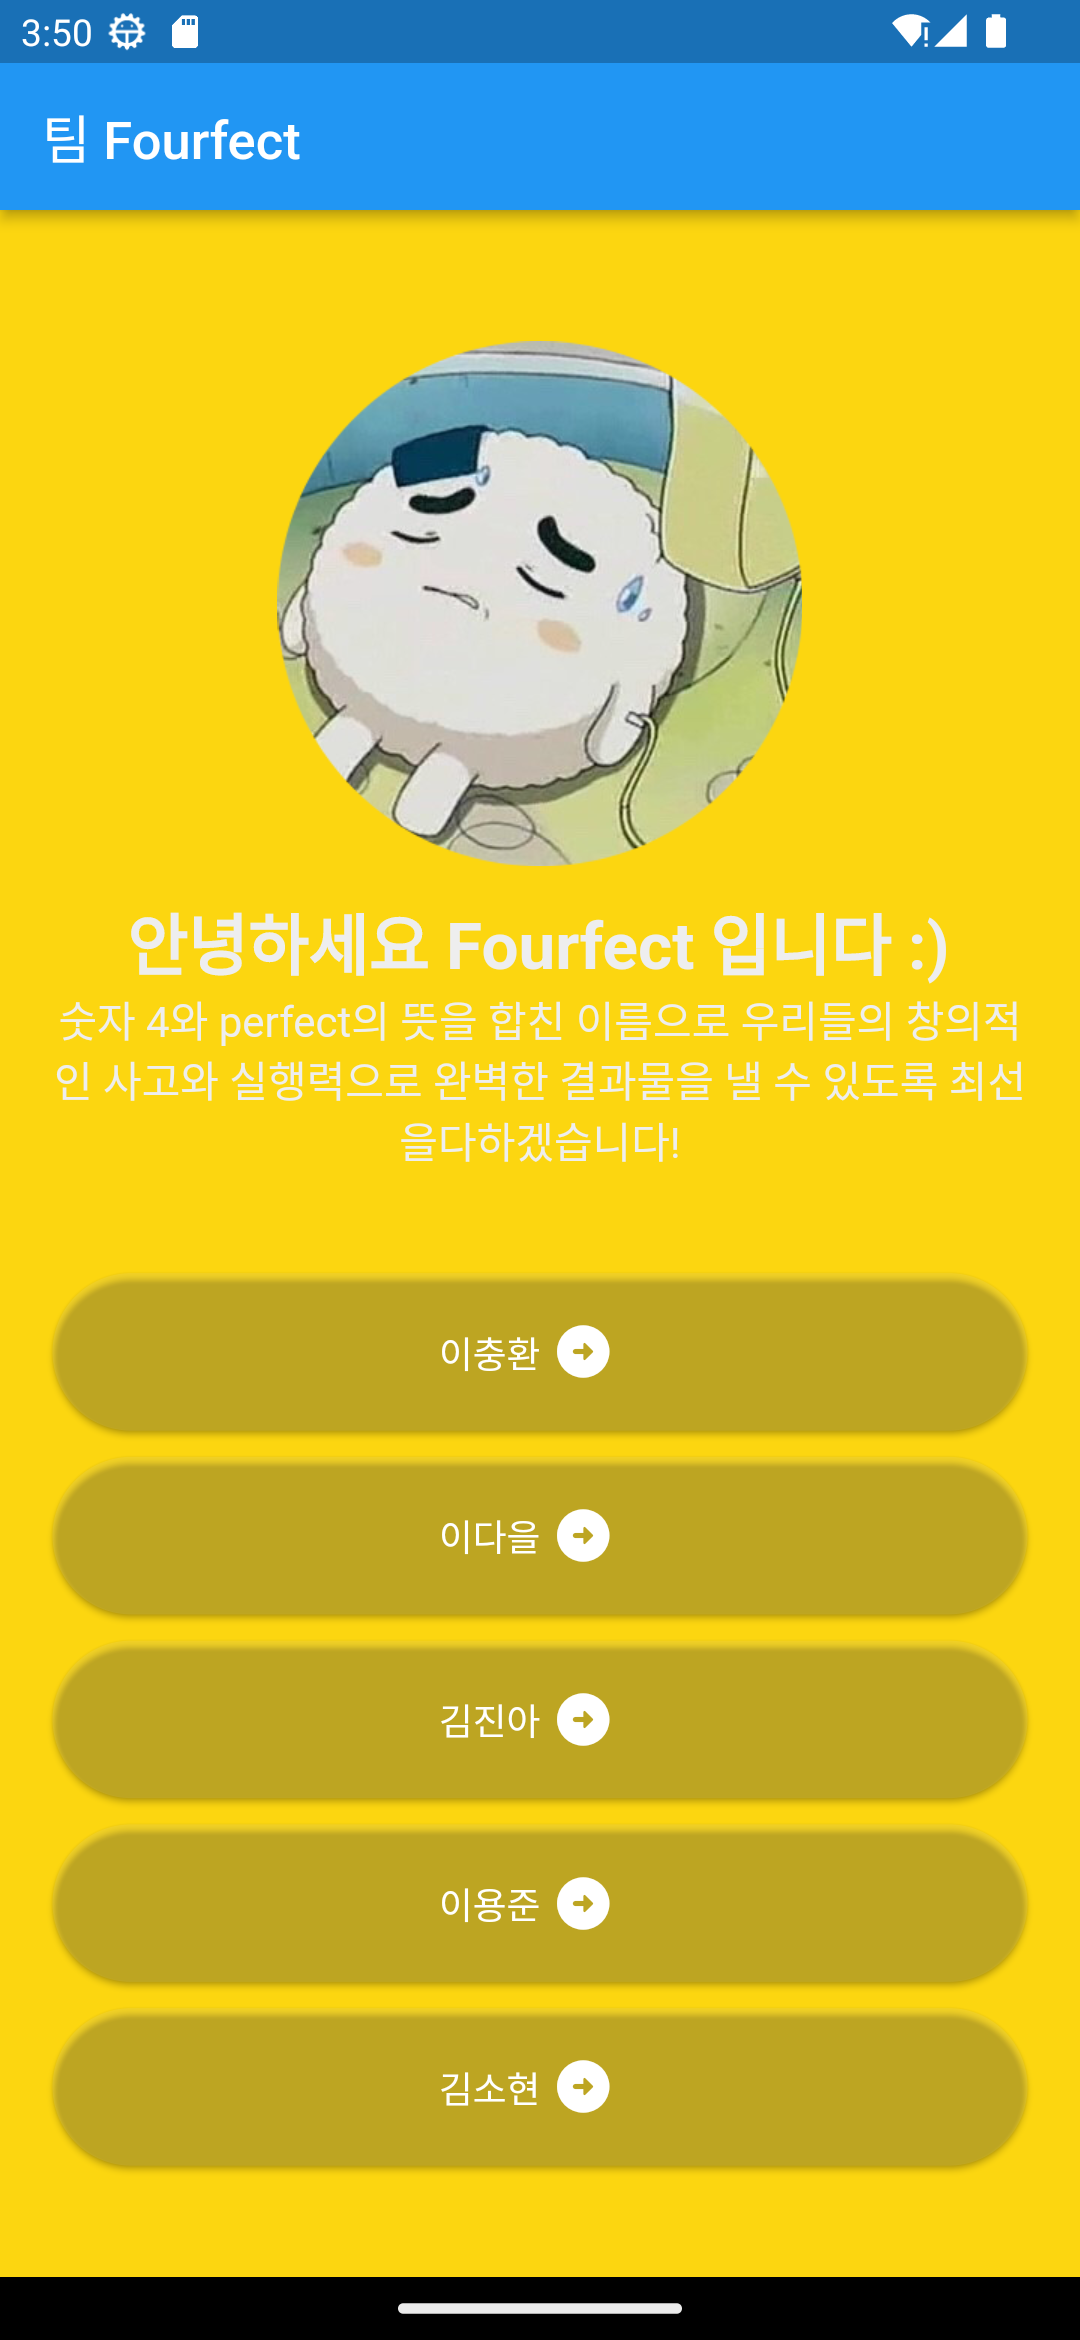 3:50
팀 Fourfect
안녕하세요 Fourfect 입니다 :)
숫자 4와 perfect의 뜻을 합친 이름으로 우리들의 창의적
인 사고와 실행력으로 완벽한 결과물을 낼 수 있도록 최선
을다하겠습니다!
이충환
이다을
김진아
이용준
김소현